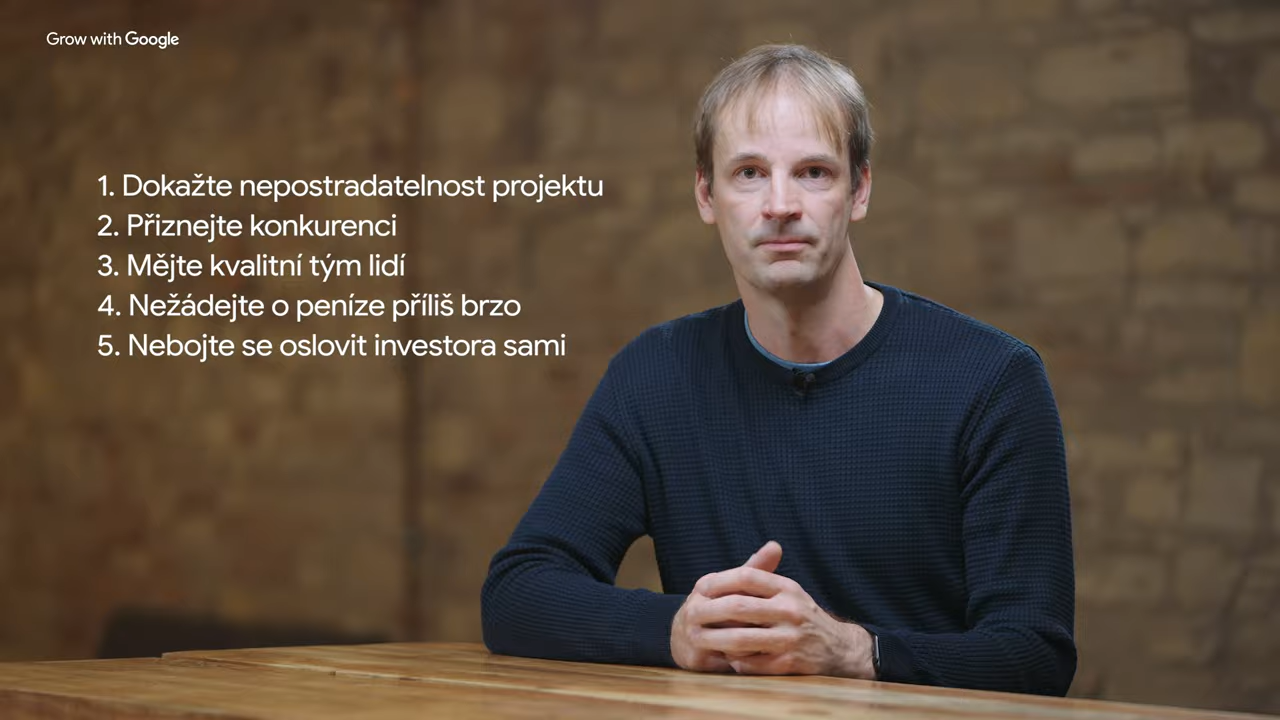 Grow with Google
1. Dokažte nepostradatelnost projektu
2. Přiznejte konkurenci
3. Mějte kvalitní tým lidí
4. Nežádejte o peníze příliš brzo
5. Nebojte se oslovit investora sami